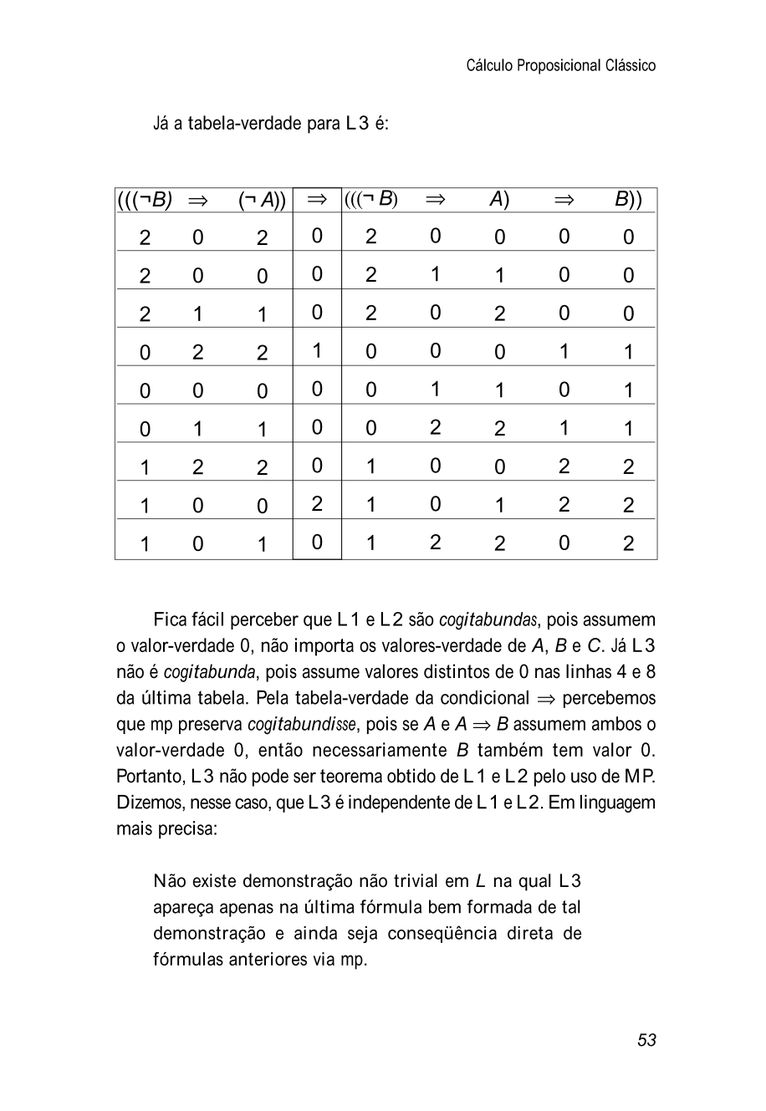 Cálculo Proposicional Clássico
Já a tabela-verdade para L3 é:
(((¬B) ⇒ (¬ A)) ⇒ (((¬ B) ⇒ A) ⇒ B))
2 0 2 0 2 0 0 0 0
2 0 0 0 2 1 1 0 0
2 1 1 0 2 0 2 0 0
0 2 2 1 0 0 0 1 1
0 0 0 0 0 1 1 0 1
0 1 1 0 0 2 2 1 1
1 2 2 0 1 0 0 2 2
1 0 0 2 1 0 1 2 2
1 0 1 0 1 2 2 0 2
Fica fácil perceber que L1 e L2 são cogitabundas, pois assumem
o valor-verdade 0, não importa os valores-verdade de A, B e C. Já L3
não é cogitabunda, pois assume valores distintos de 0 nas linhas 4 e 8
da última tabela. Pela tabela-verdade da condicional ⇒ percebemos
que mp preserva cogitabundisse, pois se A e A ⇒ B assumem ambos o
valor-verdade 0, então necessariamente B também tem valor 0.
Portanto, L3 não pode ser teorema obtido de L1 e L2 pelo uso de MP.
Dizemos, nesse caso, que L3 é independente de L1 e L2. Em linguagem
mais precisa:
Não existe demonstração não trivial em L na qual L3
apareça apenas na última fórmula bem formada de tal
demonstração e ainda seja conseqüência direta de
fórmulas anteriores via mp.
53